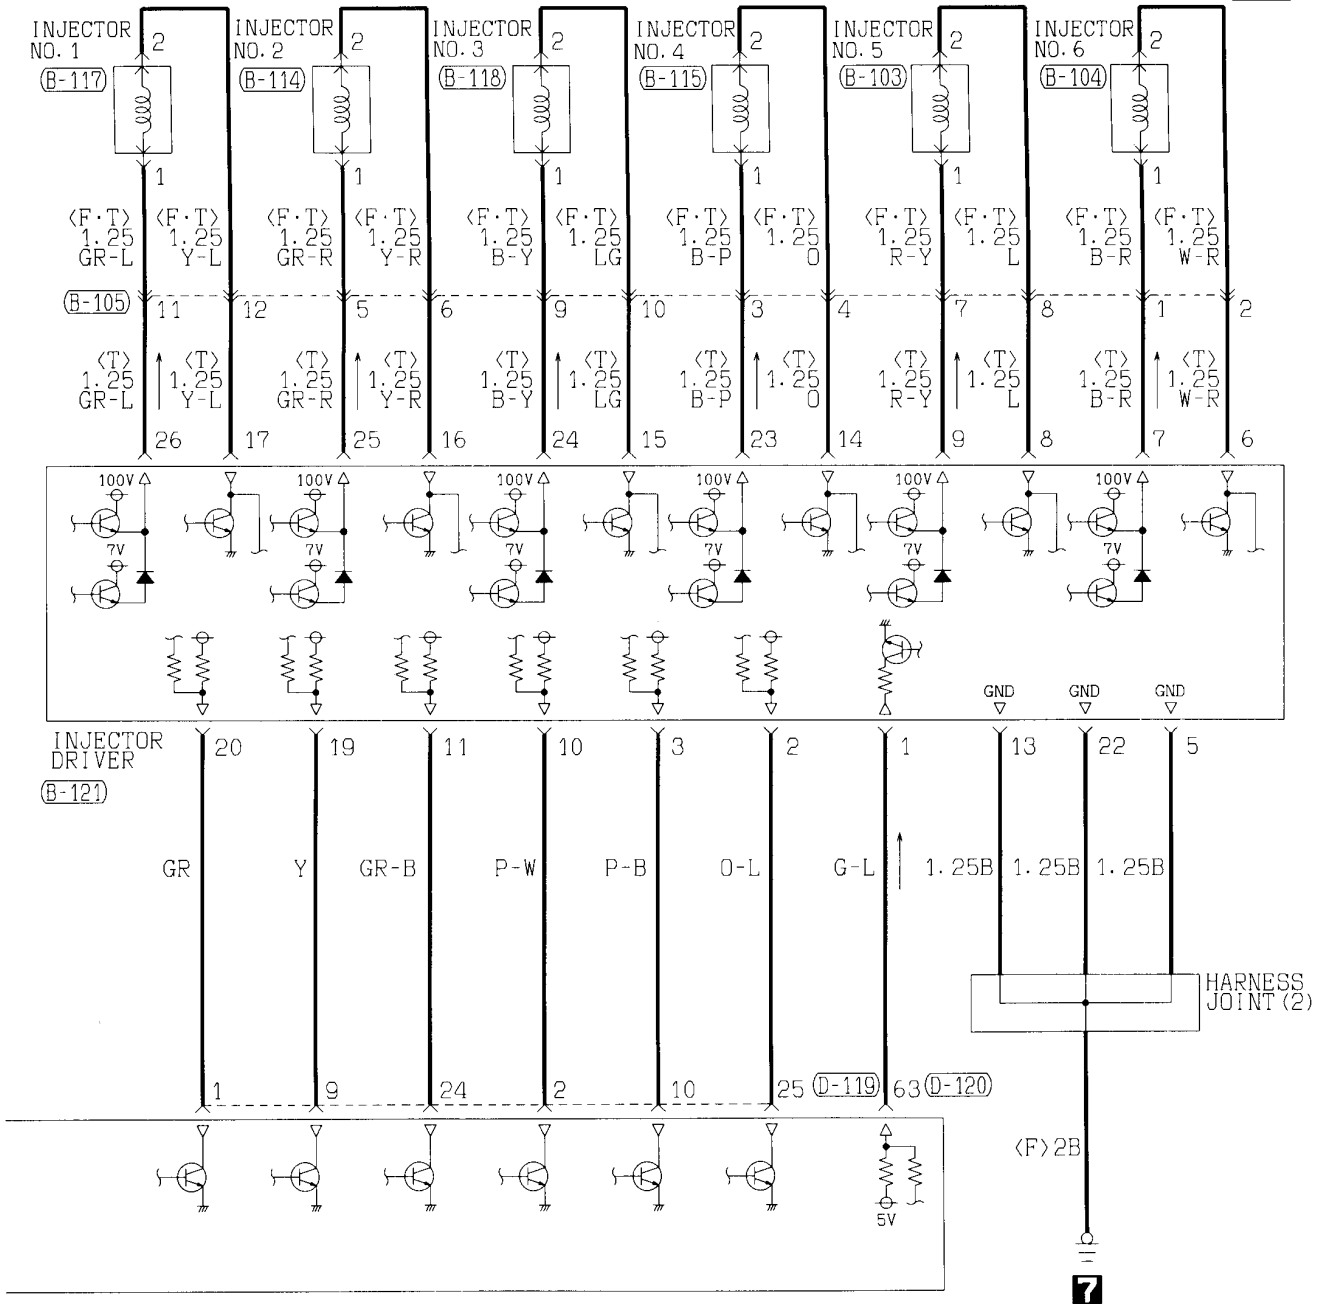 INJECTOR NO. 1
2
INJECTOR NO. 2
2
INJECTOR NO. 3
2
INJECTOR NO. 4
2
INJECTOR NO. 5
2
INJECTOR NO. 6
2
B-117
B-114
B-118
B-115
B-103
B-104
1 1 1 1 1 1
<F·T> <F·T> <F·T> <F·T> <F·T> <F·T> <F·T> <F·T> <F·T> <F·T> <F·T> <F·T>
1.25 1.25 1.25 1.25 1.25 1.25 1.25 1.25 1.25 1.25 1.25 1.25
GR-L Y-L GR-R Y-R B-Y LG B-P O R-Y L B-R W-R
B-105 11 12 5 6 9 10 3 4 7 8 1 2
<T> <T> <T> <T> <T> <T> <T> <T> <T> <T> <T> <T>
1.25 1.25 1.25 1.25 1.25 1.25 1.25 1.25 1.25 1.25 1.25 1.25
GR-L Y-L GR-R Y-R B-Y LG B-P O R-Y L B-R W-R
26 17 25 16 24 15 23 14 9 8 7 6
100V 100V 100V 100V 100V 100V
7V 7V 7V 7V 7V 7V
GND GND GND
INJECTOR DRIVER
B-121
20 19 11 10 3 2 1 13 22 5
GR Y GR-B P-W P-B O-L G-L 1.25B 1.25B 1.25B
HARNESS JOINT (2)
1 9 24 2 10 25 D-119 63 D-120
<F>2B
5V
7